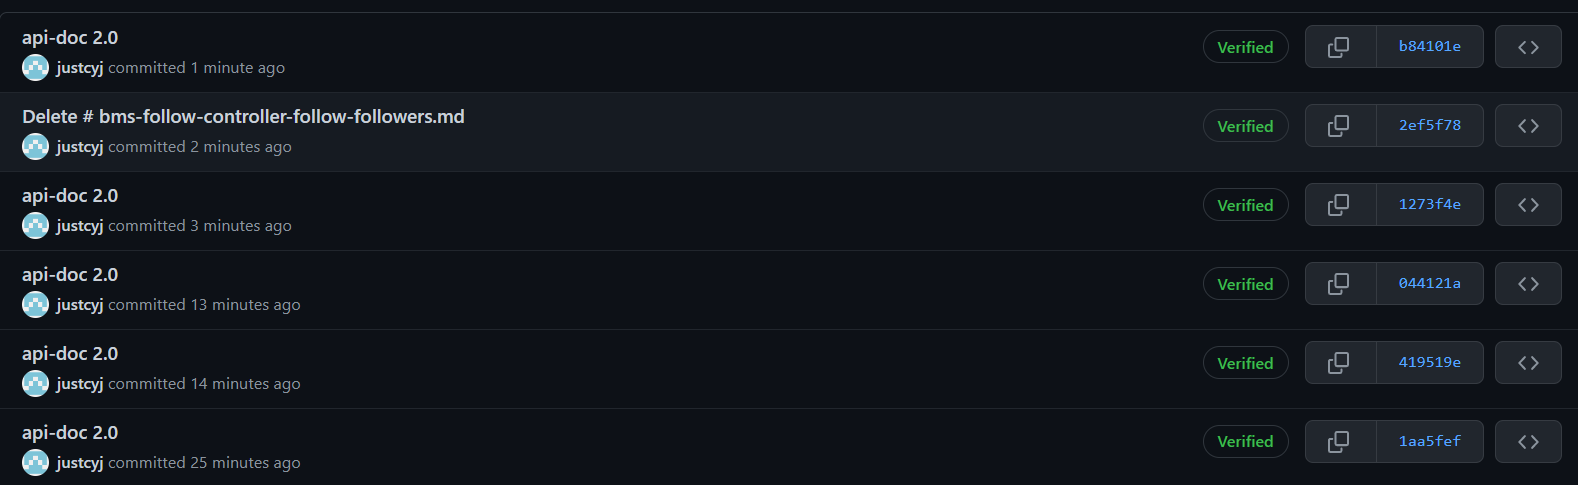 api-doc 2.0
justcyj committed 1 minute ago
Verified
b84101e
Delete # bms-follow-controller-follow-followers.md
justcyj committed 2 minutes ago
Verified
2ef5f78
api-doc 2.0
justcyj committed 3 minutes ago
Verified
1273f4e
api-doc 2.0
justcyj committed 13 minutes ago
Verified
044121a
api-doc 2.0
justcyj committed 14 minutes ago
Verified
419519e
api-doc 2.0
justcyj committed 25 minutes ago
Verified
1aa5fef